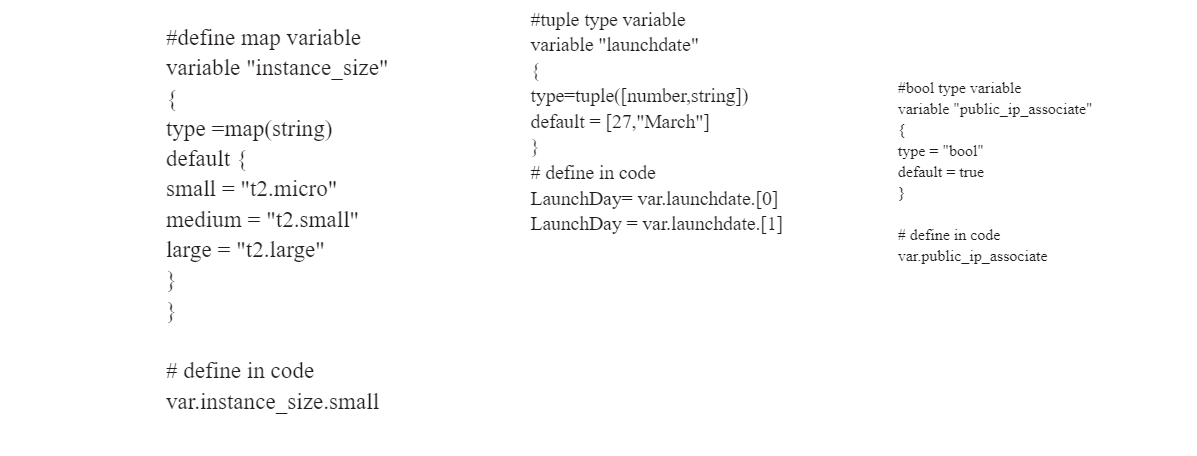 #define map variable
variable "instance_size"
{
type =map(string)
default {
small = "t2.micro"
medium = "t2.small"
large = "t2.large"
}
}
# define in code
var.instance_size.small
#tuple type variable
variable "launchdate"
{
type=tuple([number,string])
default = [27,"March"]
}
# define in code
LaunchDay= var.launchdate.[0]
LaunchDay = var.launchdate.[1]
#bool type variable
variable "public_ip_associate"
{
type = "bool"
default = true
}
# define in code
var.public_ip_associate